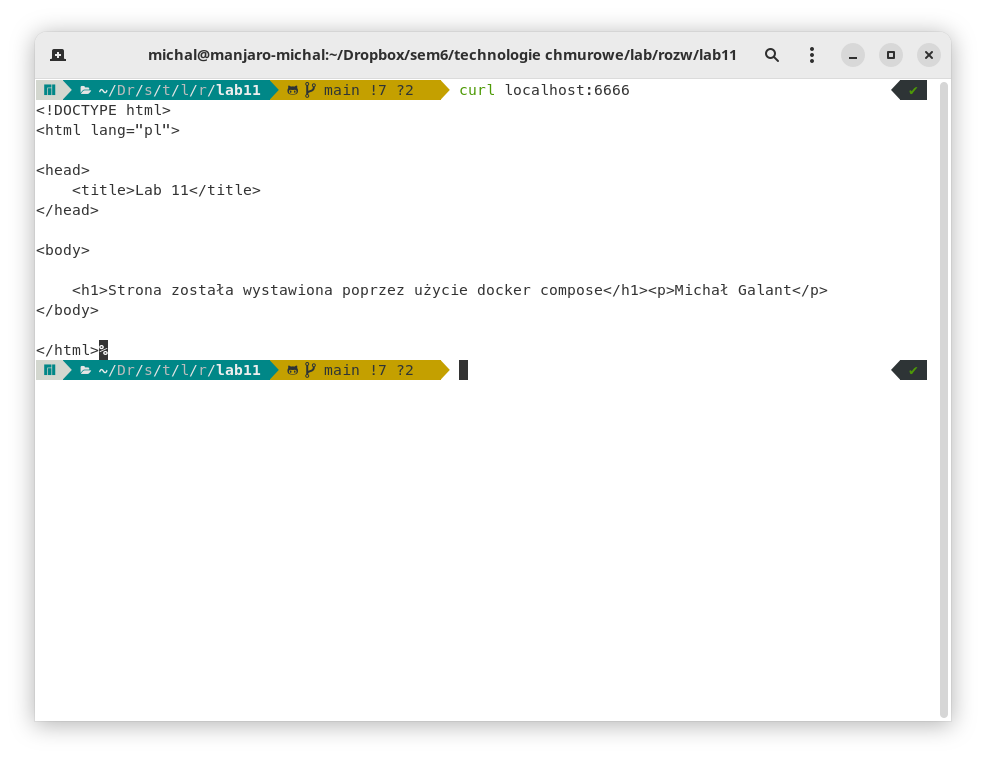 michal@manjaro-michal:~/Dropbox/sem6/technologie chmurowe/lab/rozw/lab11
~/Dr/s/t/l/r/lab11 main !7 ?2 curl localhost:6666 ✔
<!DOCTYPE html>
<html lang="pl">
<head>
    <title>Lab 11</title>
</head>
<body>
    <h1>Strona została wystawiona poprzez użycie docker compose</h1><p>Michał Galant</p>
</body>
</html>%
~/Dr/s/t/l/r/lab11 main !7 ?2 ✔